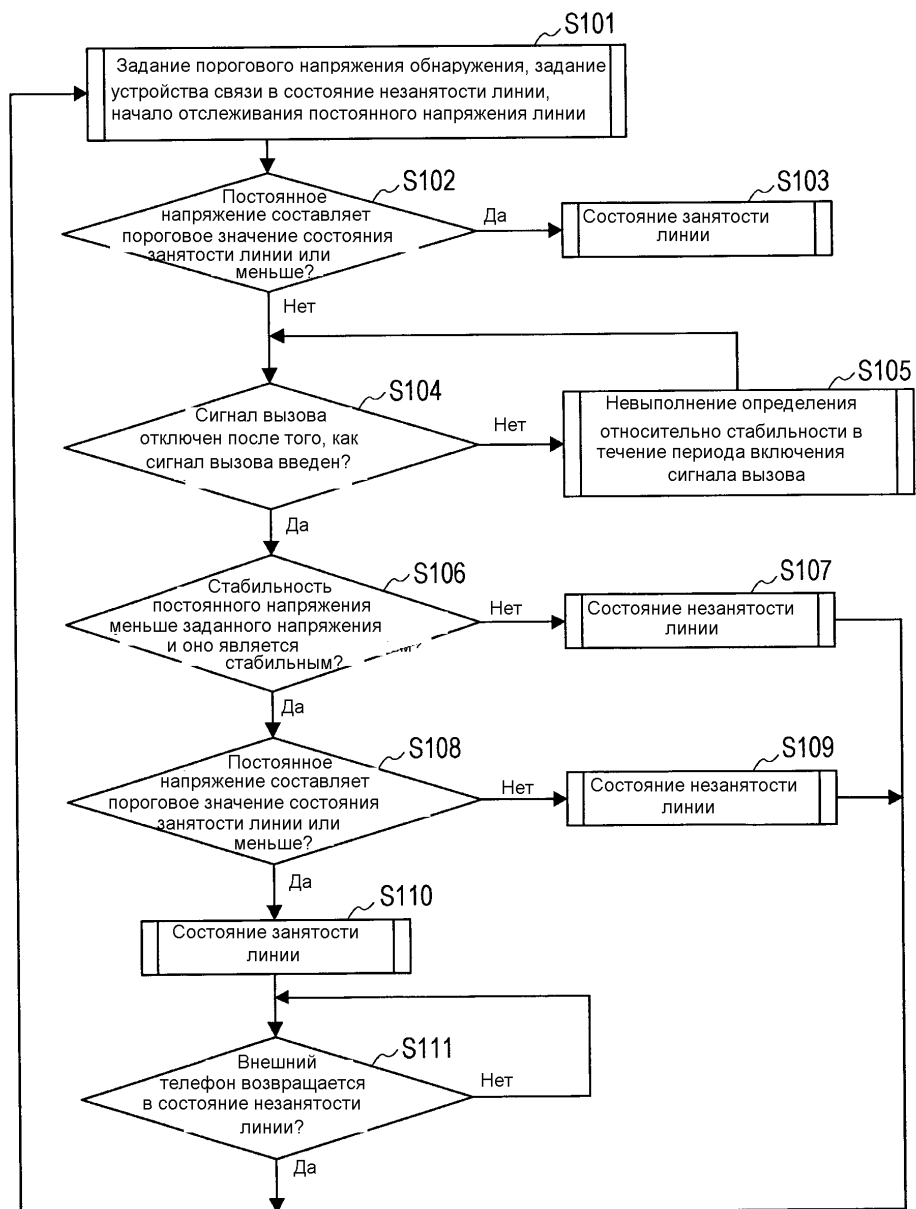 S101
Задание порогового напряжения обнаружения, задание
устройства связи в состояние незанятости линии,
начало отслеживания постоянного напряжения линии
S102
Постоянное
напряжение составляет
пороговое значение состояния
занятости линии или
меньше?
Да
S103
Состояние занятости
линии
Нет
S104
Сигнал вызова
отключен после того, как
сигнал вызова введен?
Нет
S105
Невыполнение определения
относительно стабильности в
течение периода включения
сигнала вызова
Да
S106
Стабильность
постоянного напряжения
меньше заданного напряжения
и оно является
стабильным?
Нет
S107
Состояние незанятости
линии
Да
S108
Постоянное
напряжение составляет
пороговое значение состояния
занятости линии или
меньше?
Нет
S109
Состояние незанятости
линии
Да
S110
Состояние занятости
линии
S111
Внешний
телефон возвращается
в состояние незанятости
линии?
Нет
Да